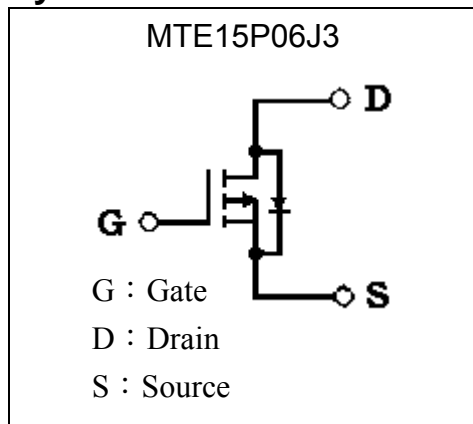 MTE15P06J3
D
G
S
G：Gate
D：Drain
S：Source